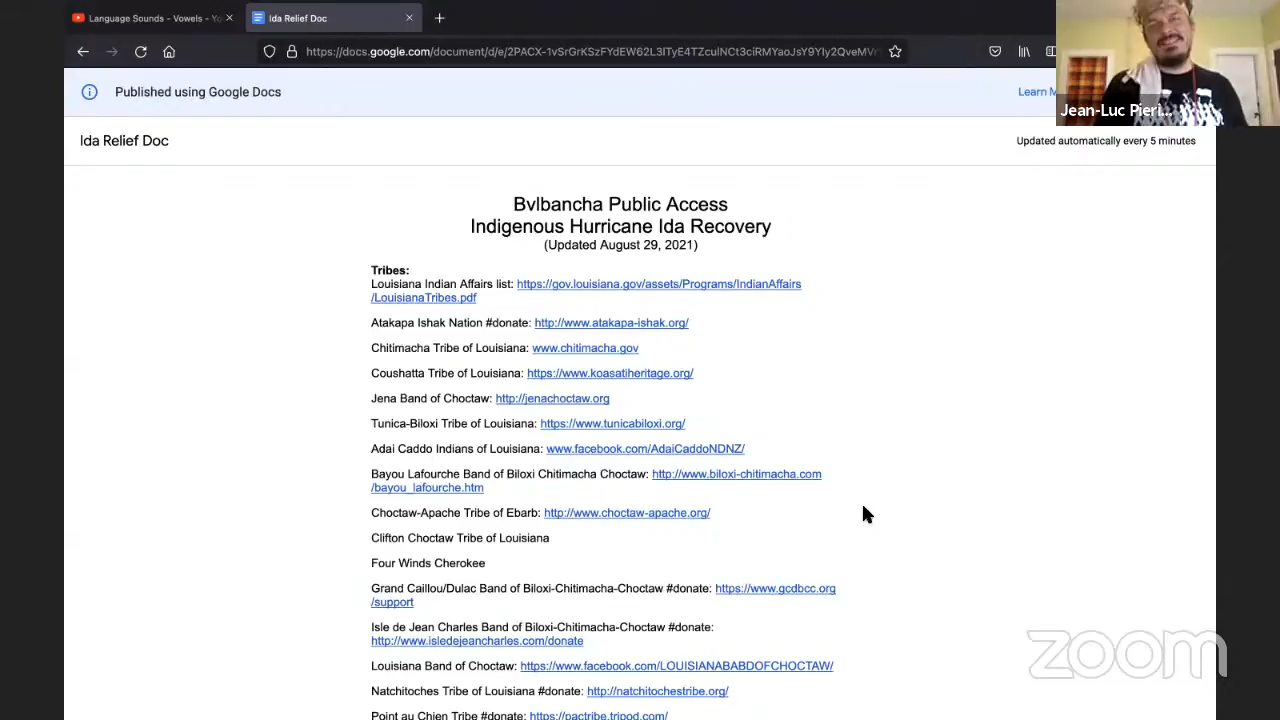 Language Sounds - Vowels - Yo
Ida Relief Doc
https://docs.google.com/document/d/e/2PACX-1vSrGrKSzFYdEW62L3ITyE4TZculNCt3ciRMYaoJsY9YIy2QveMV
Published using Google Docs
Learn M
Jean-Luc Pieri...
Ida Relief Doc
Updated automatically every 5 minutes
Bvlbancha Public Access
Indigenous Hurricane Ida Recovery
(Updated August 29, 2021)
Tribes:
Louisiana Indian Affairs list: https://gov.louisiana.gov/assets/Programs/IndianAffairs
/LouisianaTribes.pdf
Atakapa Ishak Nation #donate: http://www.atakapa-ishak.org/
Chitimacha Tribe of Louisiana: www.chitimacha.gov
Coushatta Tribe of Louisiana: https://www.koasatiheritage.org/
Jena Band of Choctaw: http://jenachoctaw.org
Tunica-Biloxi Tribe of Louisiana: https://www.tunicabiloxi.org/
Adai Caddo Indians of Louisiana: www.facebook.com/AdaiCaddoNDNZ/
Bayou Lafourche Band of Biloxi Chitimacha Choctaw: http://www.biloxi-chitimacha.com
/bayou_lafourche.htm
Choctaw-Apache Tribe of Ebarb: http://www.choctaw-apache.org/
Clifton Choctaw Tribe of Louisiana
Four Winds Cherokee
Grand Caillou/Dulac Band of Biloxi-Chitimacha-Choctaw #donate: https://www.gcdbcc.org
/support
Isle de Jean Charles Band of Biloxi-Chitimacha-Choctaw #donate:
http://www.isledejeancharles.com/donate
Louisiana Band of Choctaw: https://www.facebook.com/LOUISIANABABDOFCHOCTAW/
Natchitoches Tribe of Louisiana #donate: http://natchitochestribe.org/
Point au Chien Tribe #donate: https://pactribe.tripod.com/
zoom